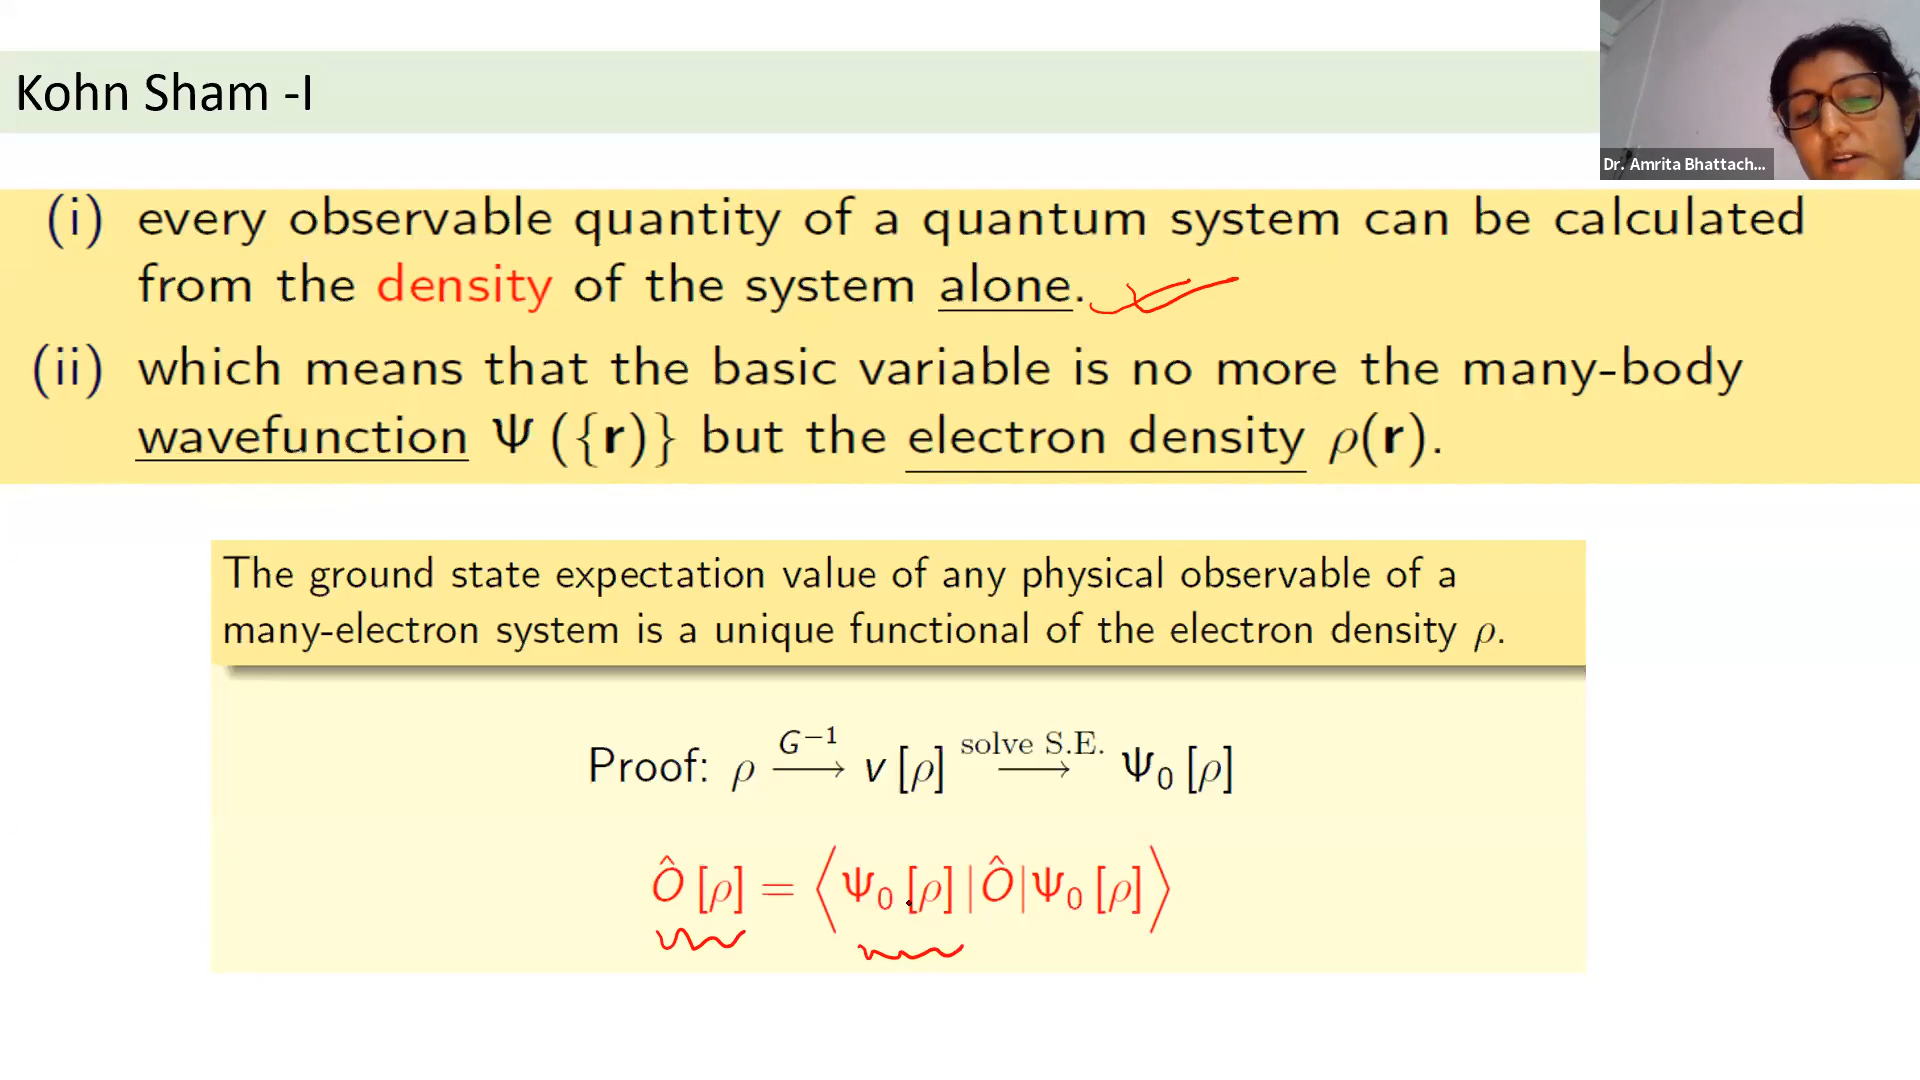 Kohn Sham -I
Dr. Amrita Bhattach...
(i) every observable quantity of a quantum system can be calculated
from the density of the system alone.
(ii) which means that the basic variable is no more the many-body
wavefunction Ψ ({r)} but the electron density ρ(r).
The ground state expectation value of any physical observable of a
many-electron system is a unique functional of the electron density ρ.
Proof: ρ G⁻¹⟶ v [ρ] solve S.E.⟶ Ψ₀ [ρ]
Ô [ρ] = ⟨Ψ₀ [ρ] |Ô|Ψ₀ [ρ]⟩